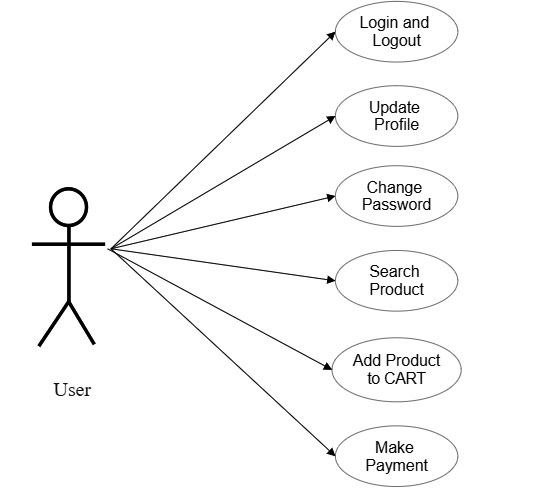 Login and
Logout
Update
Profile
Change
Password
Search
Product
Add Product
to CART
Make
Payment
User